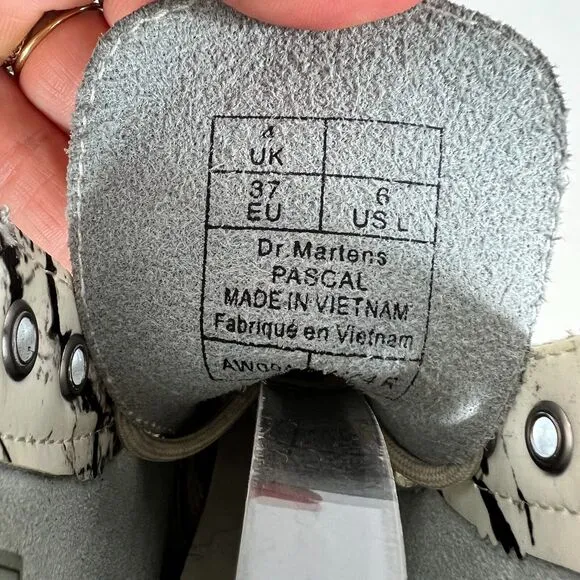 4
UK
37 6
EU US L
Dr.Martens
PASCAL
MADE IN VIETNAM
Fabriqué en Vietnam